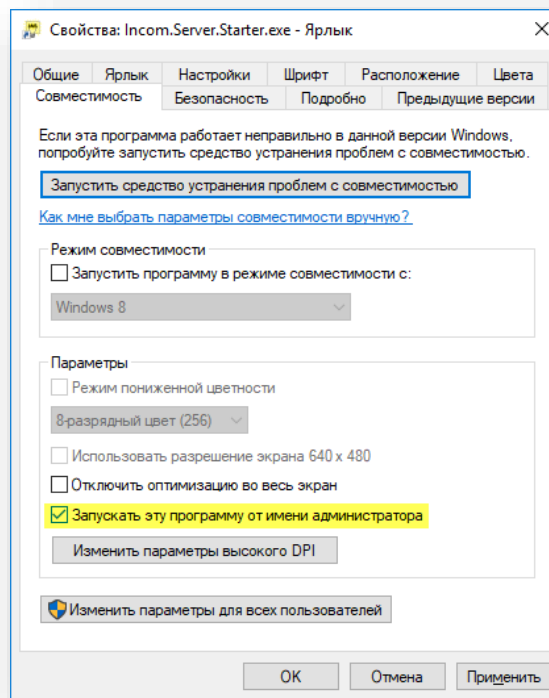 Свойства: Incom.Server.Starter.exe - Ярлык
Общие Ярлык Настройки Шрифт Расположение Цвета
Совместимость Безопасность Подробно Предыдущие версии
Если эта программа работает неправильно в данной версии Windows,
попробуйте запустить средство устранения проблем с совместимостью.
Запустить средство устранения проблем с совместимостью
Как мне выбрать параметры совместимости вручную?
Режим совместимости
Запустить программу в режиме совместимости с:
Windows 8
Параметры
Режим пониженной цветности
8-разрядный цвет (256)
Использовать разрешение экрана 640 x 480
Отключить оптимизацию во весь экран
Запускать эту программу от имени администратора
Изменить параметры высокого DPI
Изменить параметры для всех пользователей
OK Отмена Применить